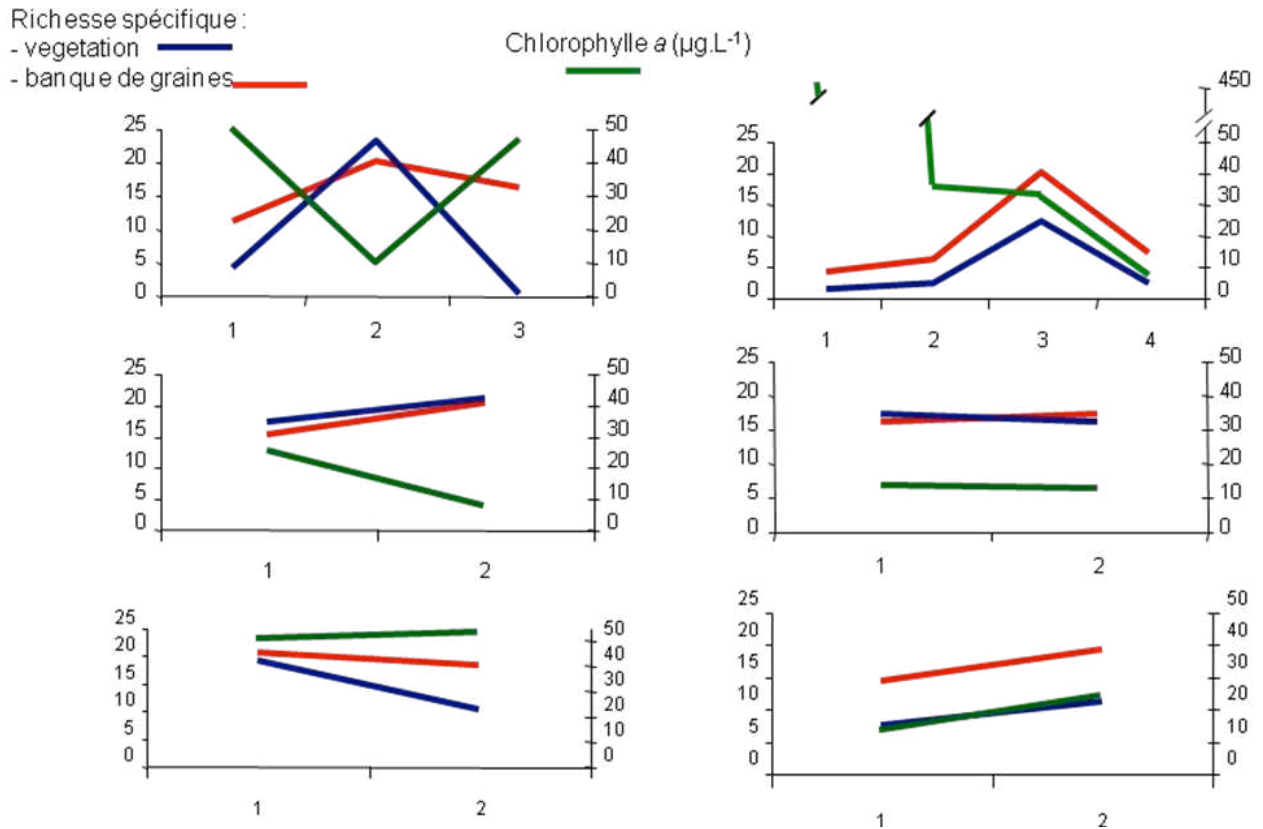 Richesse spécifique :
- vegetation
- banque de graines
Chlorophylle a (µg.L-1)
25 20 15 10 5 0
50 40 30 20 10 0
1 2 3
450
25 20 15 10 5 0
50 40 30 20 10 0
1 2 3 4
25 20 15 10 5 0
50 40 30 20 10 0
1 2
25 20 15 10 5 0
50 40 30 20 10 0
1 2
25 20 15 10 5 0
50 40 30 20 10 0
1 2
25 20 15 10 5 0
50 40 30 20 10 0
1 2